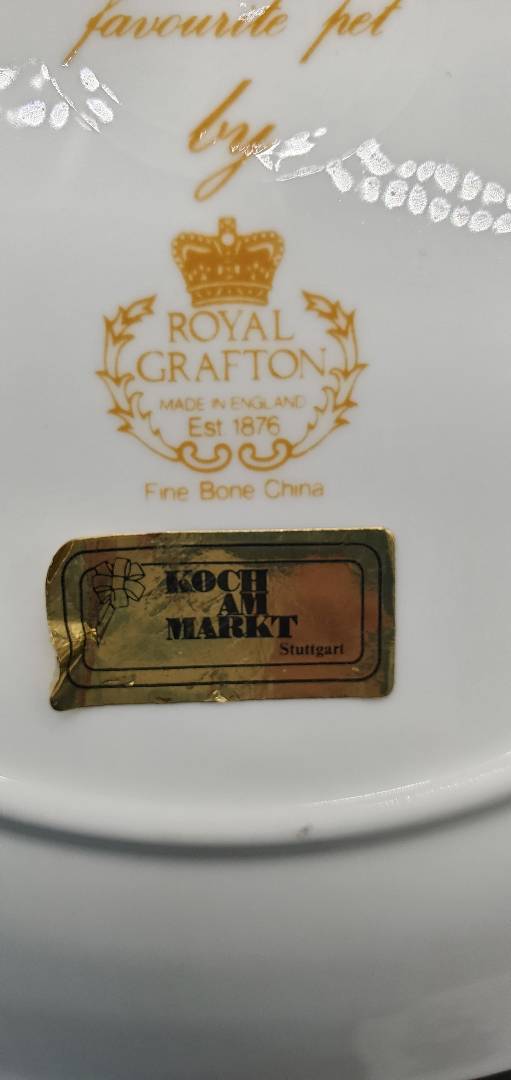 favourite pet
by
ROYAL
GRAFTON
MADE IN ENGLAND
Est 1876
Fine Bone China
KOCH
AM
MARKT
Stuttgart